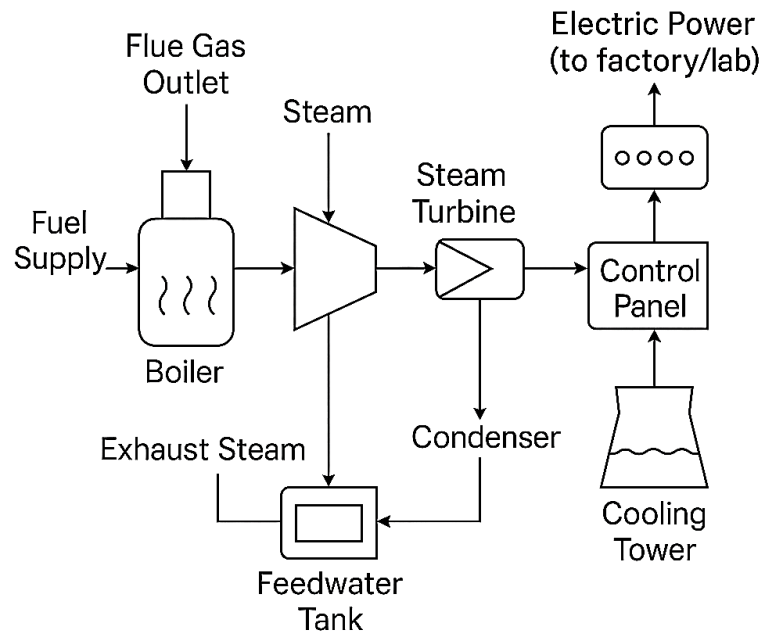 Electric Power
(to factory/lab)
Flue Gas
Outlet
Steam
Steam
Turbine
Fuel
Supply
Control
Panel
Boiler
Exhaust Steam
Condenser
Cooling
Tower
Feedwater
Tank